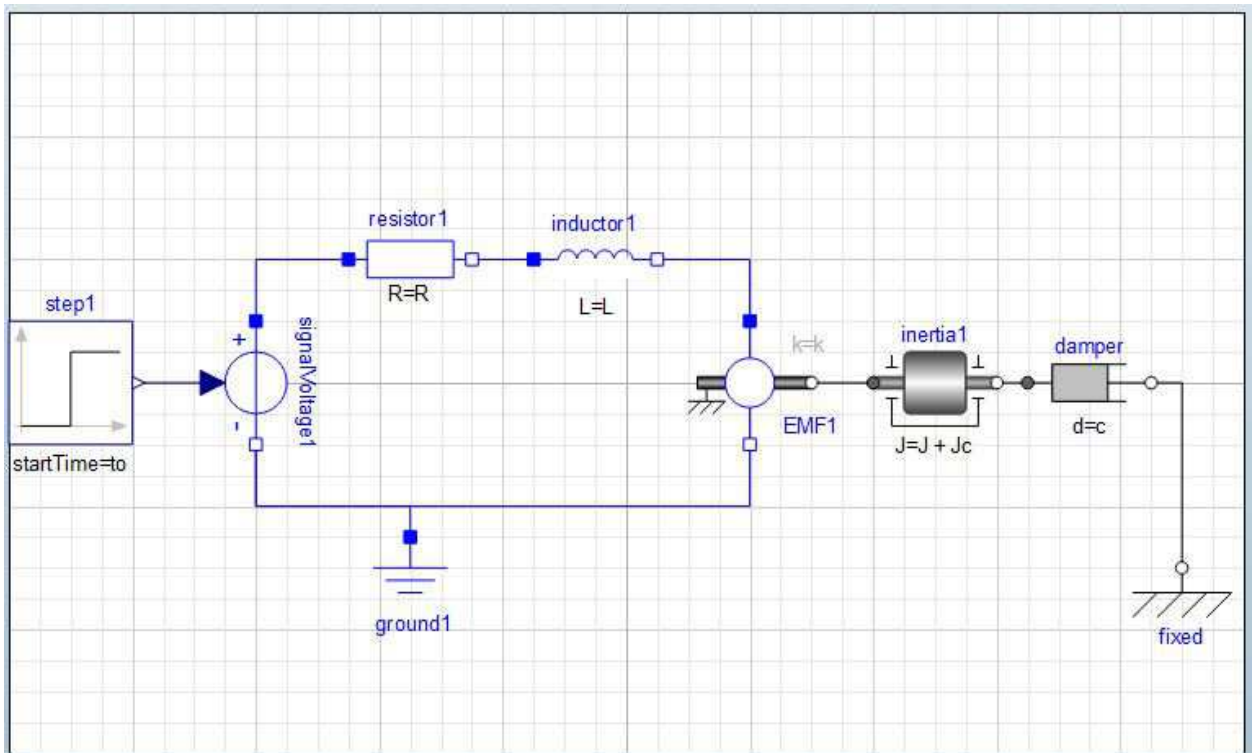 resistor1
inductor1
R=R
L=L
step1
startTime=to
+
signalVoltage1
-
k=k
EMF1
inertia1
J=J + Jc
damper
d=c
ground1
fixed